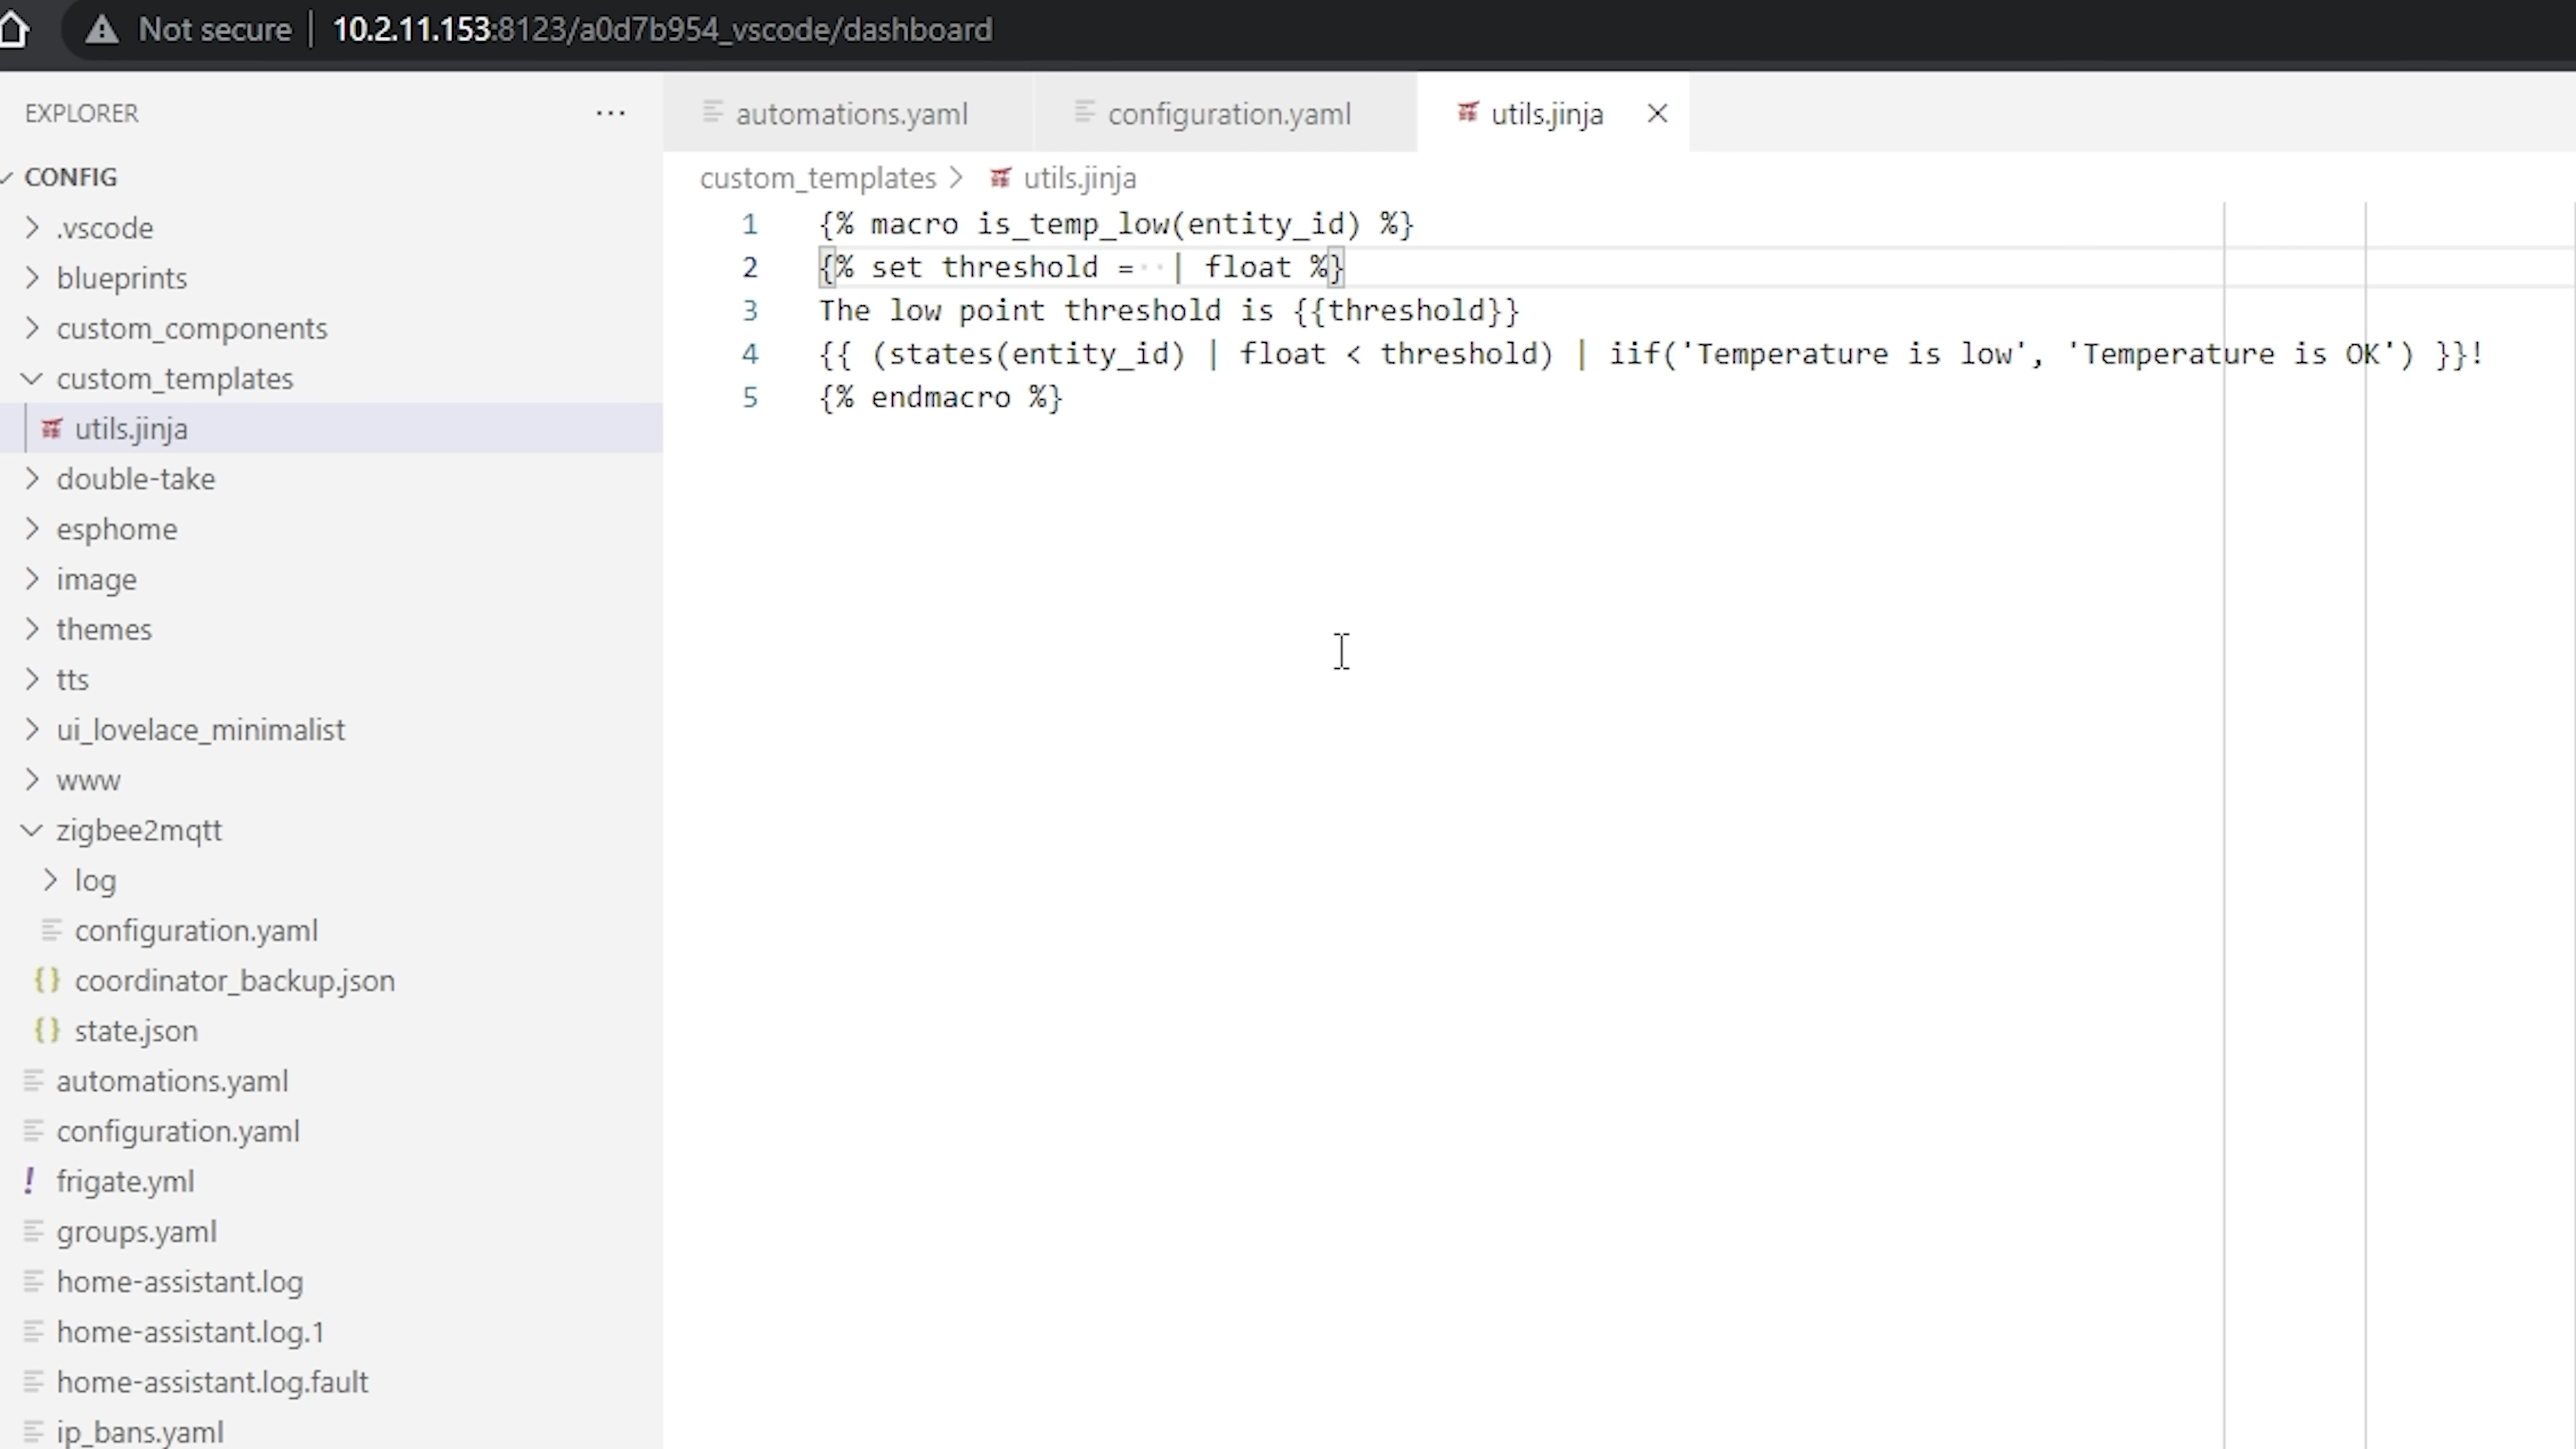 Not secure | 10.2.11.153:8123/a0d7b954_vscode/dashboard
EXPLORER ...
automations.yaml
configuration.yaml
utils.jinja
CONFIG
custom_templates > utils.jinja
.vscode
blueprints
custom_components
custom_templates
utils.jinja
double-take
esphome
image
themes
tts
ui_lovelace_minimalist
www
zigbee2mqtt
log
configuration.yaml
coordinator_backup.json
state.json
automations.yaml
configuration.yaml
frigate.yml
groups.yaml
home-assistant.log
home-assistant.log.1
home-assistant.log.fault
ip_bans.yaml
1 {% macro is_temp_low(entity_id) %}
2 {% set threshold =   | float %}
3 The low point threshold is {{threshold}}
4 {{ (states(entity_id) | float < threshold) | iif('Temperature is low', 'Temperature is OK') }}!
5 {% endmacro %}